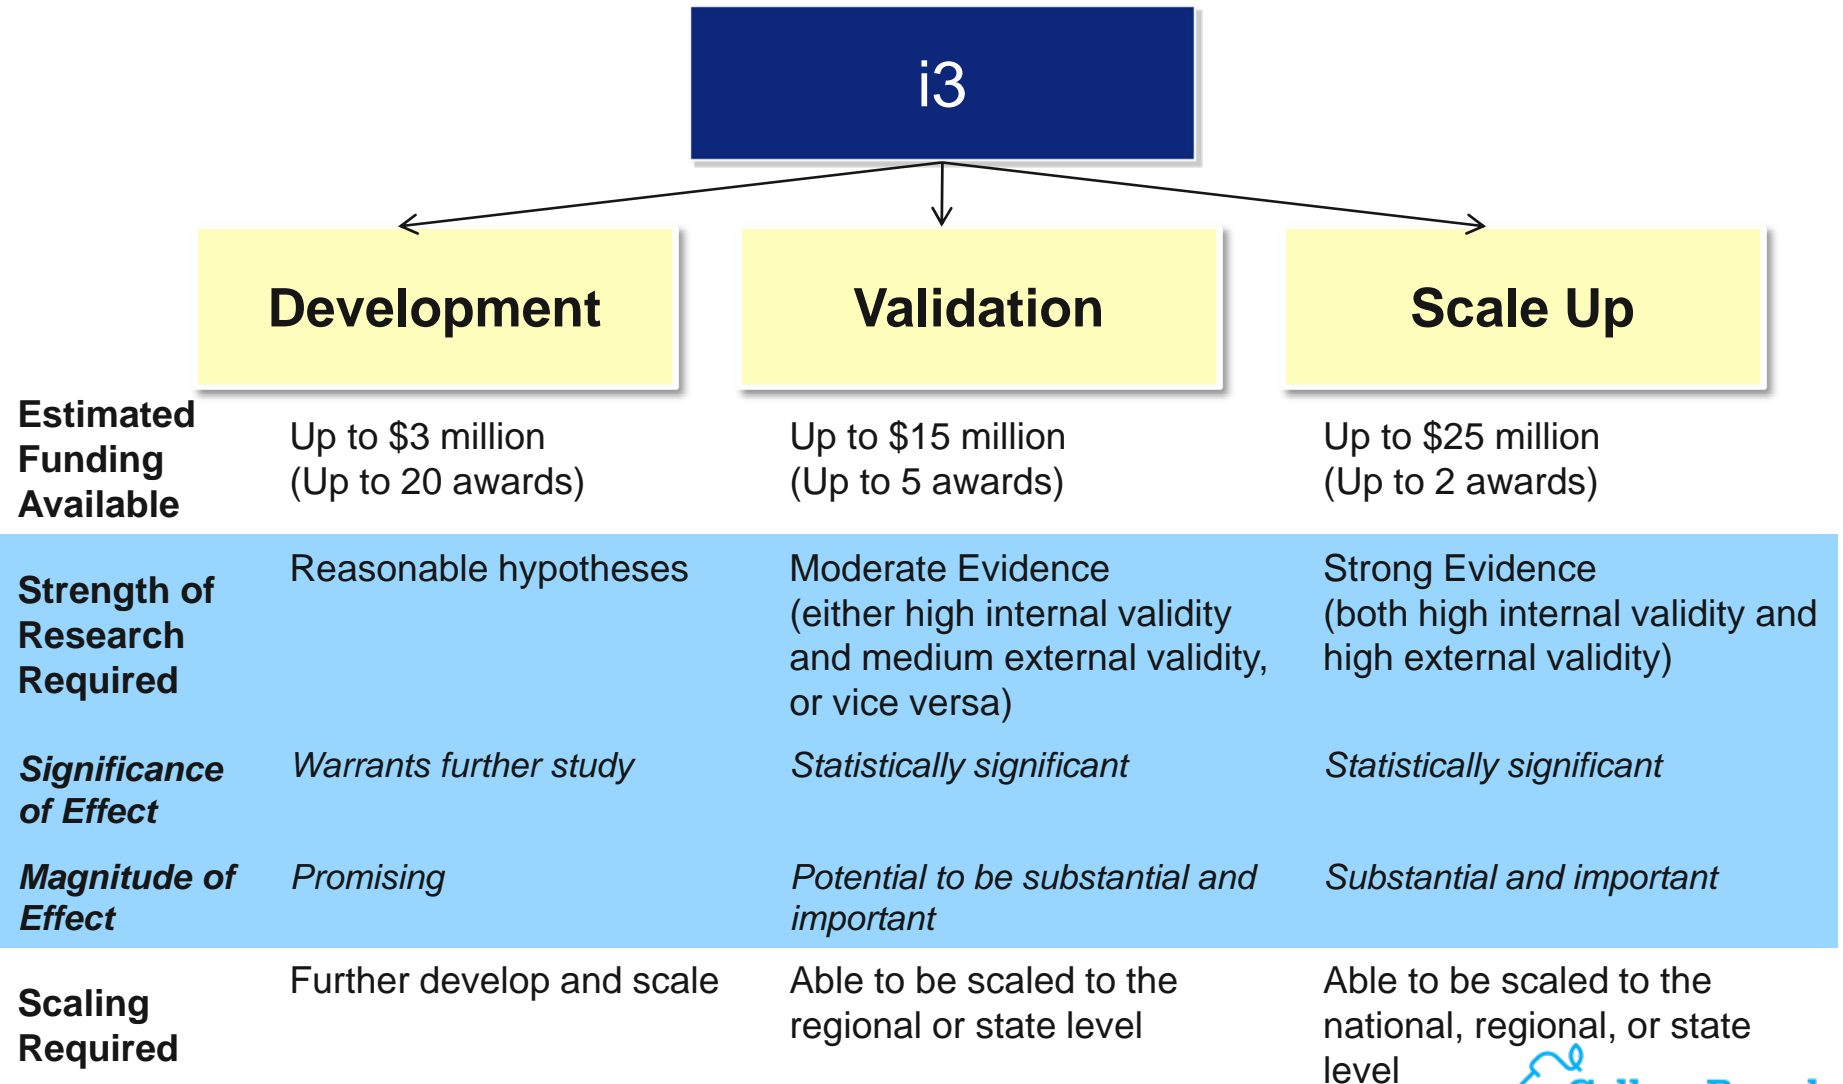 i3
Development
Validation
Scale Up
Estimated
Funding
Available
Up to $3 million
(Up to 20 awards)
Up to $15 million
(Up to 5 awards)
Up to $25 million
(Up to 2 awards)
Strength of
Research
Required
Reasonable hypotheses
Moderate Evidence
(either high internal validity
and medium external validity,
or vice versa)
Strong Evidence
(both high internal validity and
high external validity)
Significance
of Effect
Warrants further study
Statistically significant
Statistically significant
Magnitude of
Effect
Promising
Potential to be substantial and
important
Substantial and important
Scaling
Required
Further develop and scale
Able to be scaled to the
regional or state level
Able to be scaled to the
national, regional, or state
level